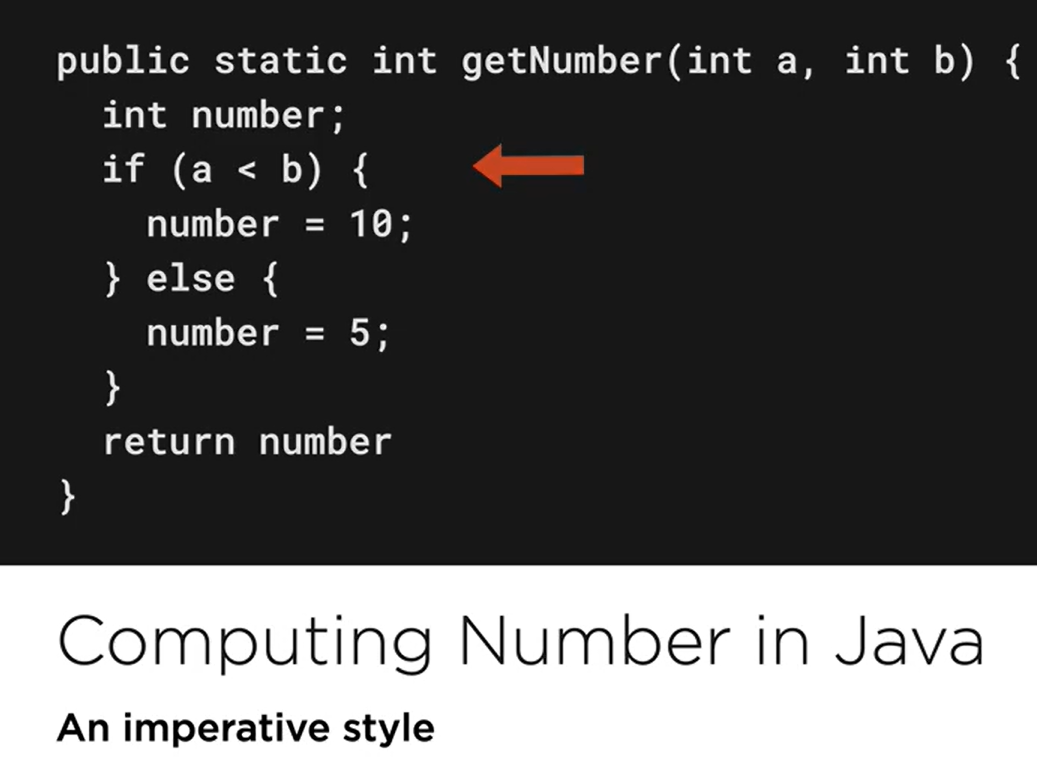 public static int getNumber(int a, int b) {
  int number;
  if (a < b) {
    number = 10;
  } else {
    number = 5;
  }
  return number
}
Computing Number in Java
An imperative style